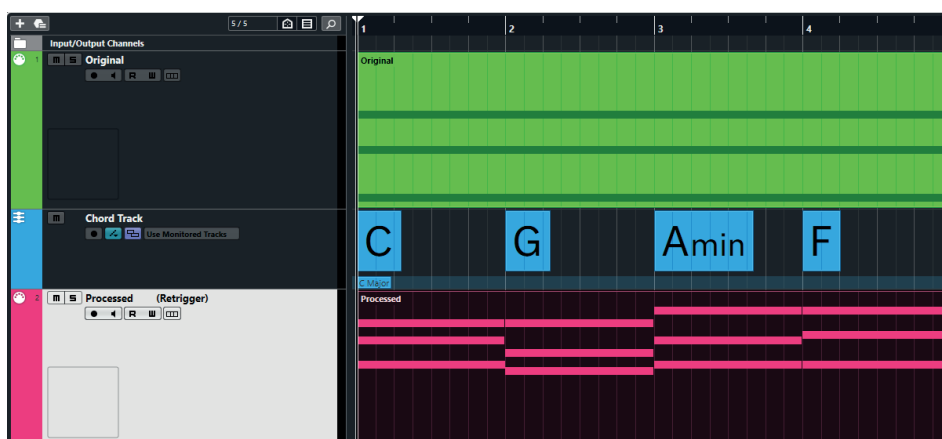 5/5
1 2 3 4
Input/Output Channels
1 m S Original
R W
Original
m Chord Track
Use Monitored Tracks
C G Amin F
C Major
2 m S Processed (Retrigger)
R W
Processed